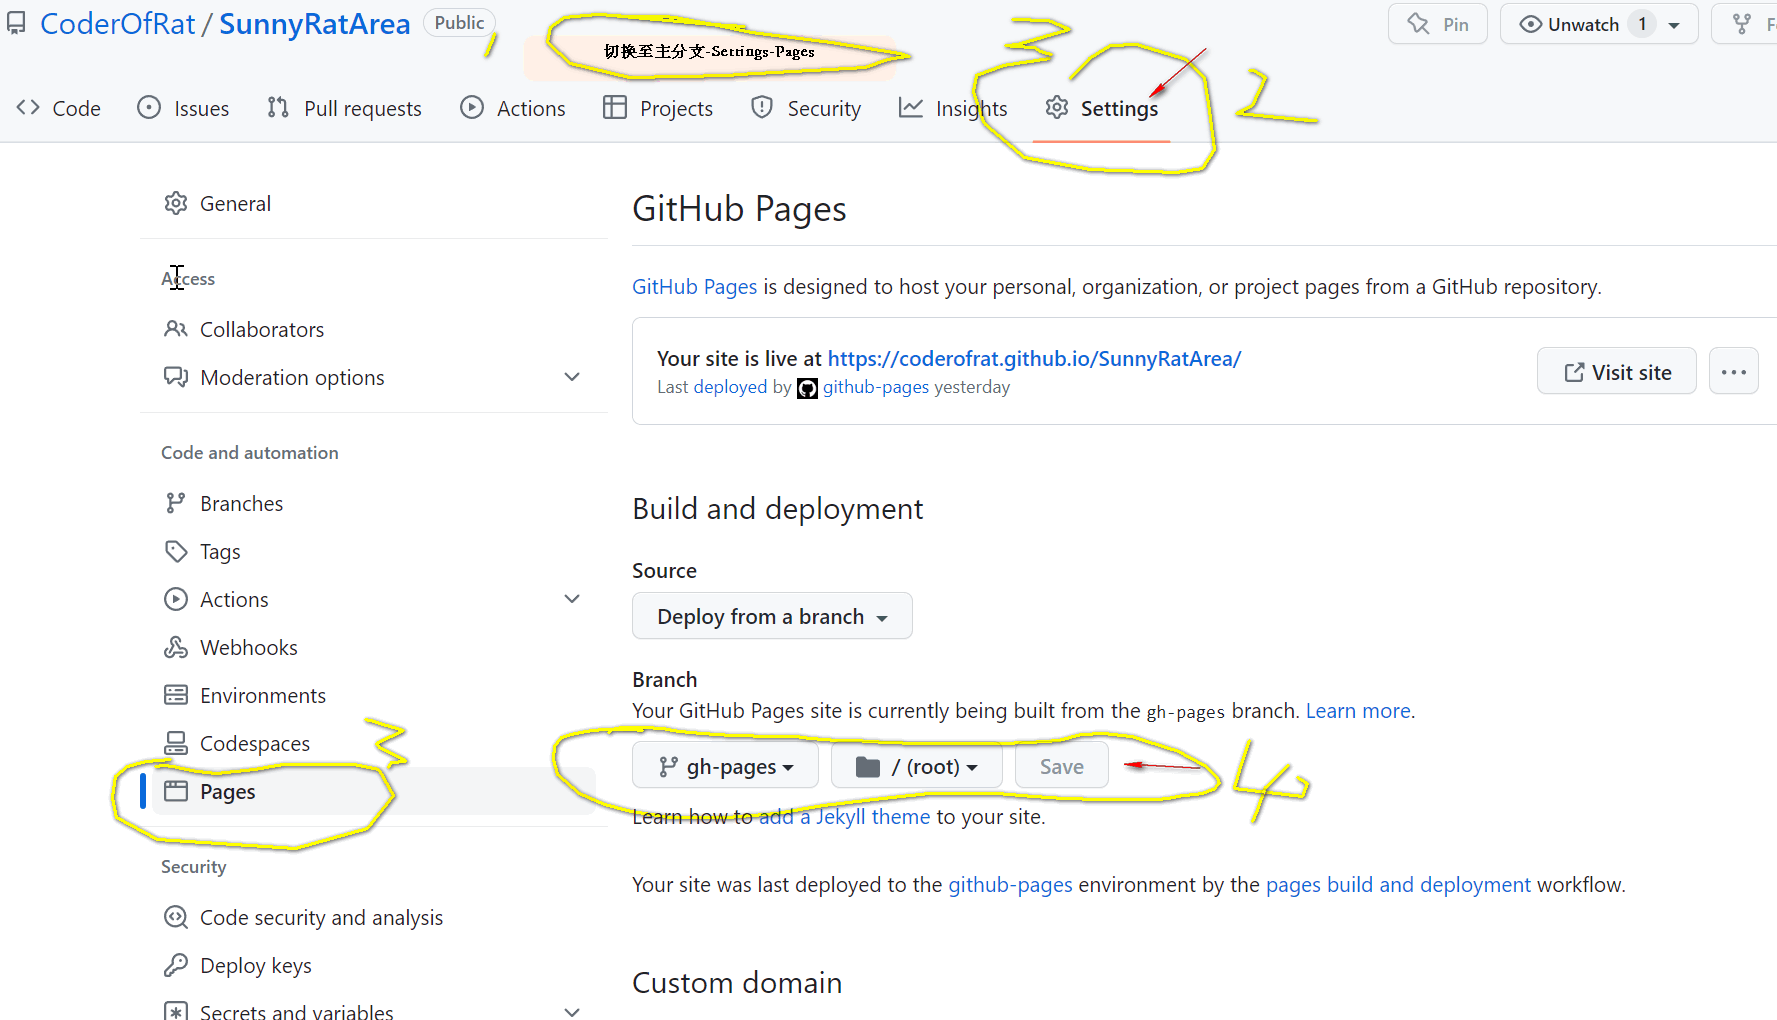 CoderOfRat / SunnyRatArea Public
Pin
Unwatch 1
1
切换至主分支-Settings-Pages
3
2
Code Issues Pull requests Actions Projects Security Insights Settings
General
Access
Collaborators
Moderation options
Code and automation
Branches
Tags
Actions
Webhooks
Environments
Codespaces
3
Pages
Security
Code security and analysis
Deploy keys
Secrets and variables
GitHub Pages
GitHub Pages is designed to host your personal, organization, or project pages from a GitHub repository.
Your site is live at https://coderofrat.github.io/SunnyRatArea/
Last deployed by github-pages yesterday
Visit site
Build and deployment
Source
Deploy from a branch
Branch
Your GitHub Pages site is currently being built from the gh-pages branch. Learn more.
gh-pages / (root) Save
4
Learn how to add a Jekyll theme to your site.
Your site was last deployed to the github-pages environment by the pages build and deployment workflow.
Custom domain